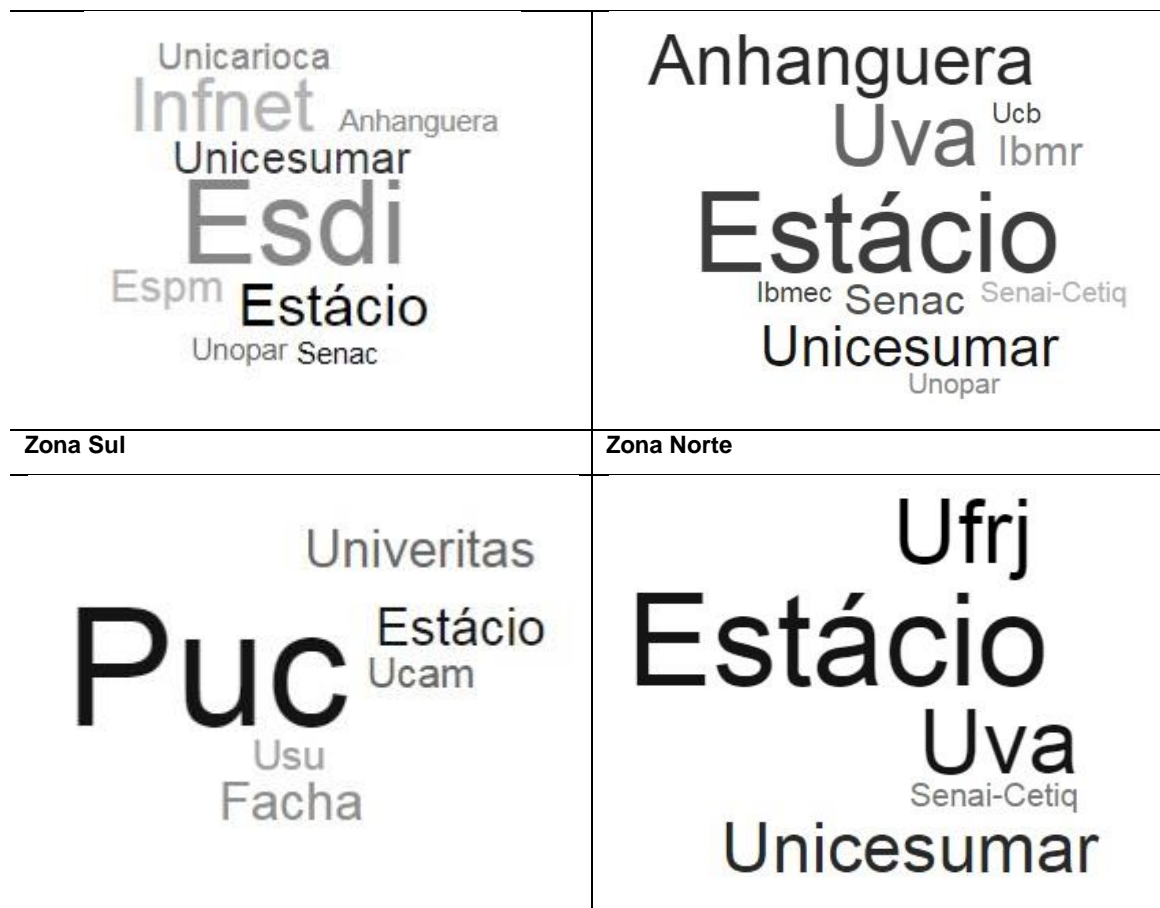 Unicarioca
Infnet Anhanguera
Unicesumar
Esdi
Espm Estácio
Unopar Senac
Anhanguera
Uva Ucb
Ibmr
Estácio
Ibmec Senac Senai-Cetiq
Unicesumar
Unopar
Zona Sul
Zona Norte
Univeritas
Puc Estácio
Ucam
Usu
Facha
Ufrj
Estácio
Uva
Senai-Cetiq
Unicesumar